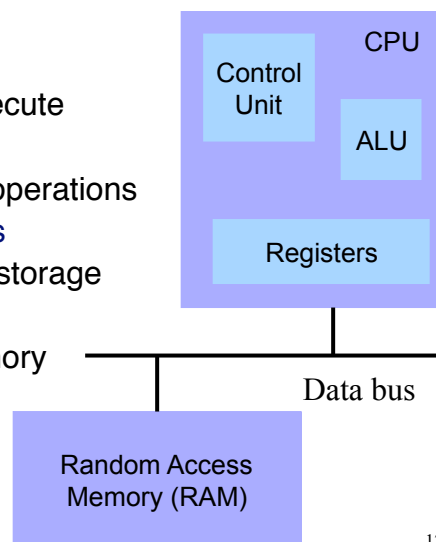 ecute
operations
s
storage
ory
CPU
Control
Unit
ALU
Registers
Data bus
Random Access
Memory (RAM)